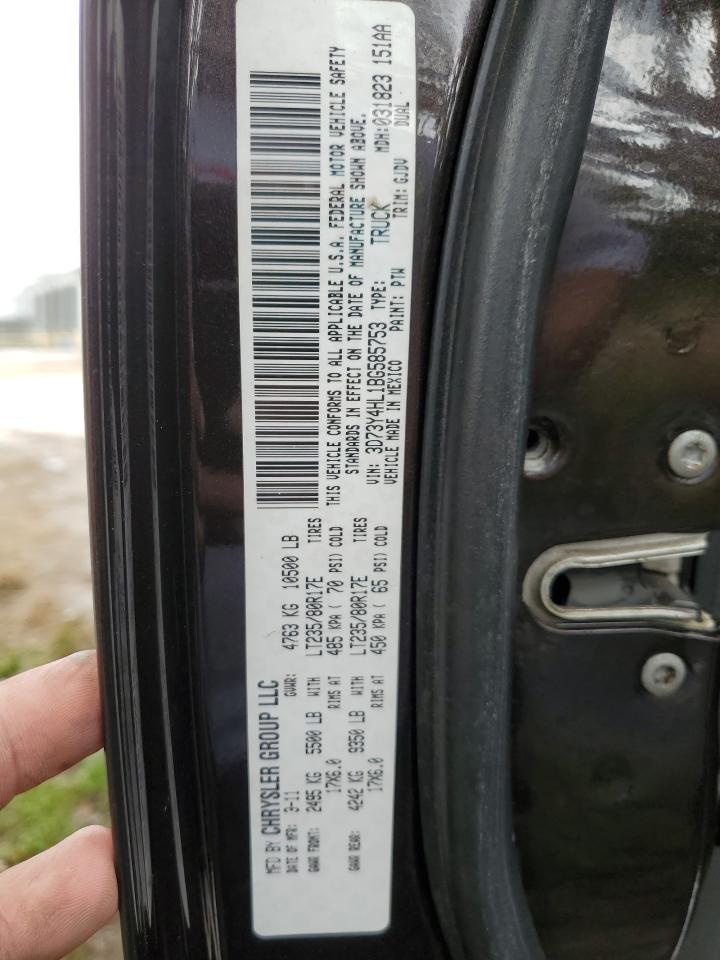 MFD BY CHRYSLER GROUP LLC
DATE OF MFR: 3-11 GVWR: 4763 KG 10500 LB
GAWR FRONT: 2495 KG 5500 LB WITH LT235/80R17E TIRES
17X6.0 RIMS AT 485 KPA( 70 PSI) COLD
GAWR REAR: 4242 KG 9350 LB WITH LT235/80R17E TIRES
17X6.0 RIMS AT 450 KPA( 65 PSI) COLD
THIS VEHICLE CONFORMS TO ALL APPLICABLE U.S.A. FEDERAL MOTOR VEHICLE SAFETY
STANDARDS IN EFFECT ON THE DATE OF MANUFACTURE SHOWN ABOVE.
VIN: 3D73Y4HL1BG585753 TYPE: TRUCK MDH:031823 151AA
VEHICLE MADE IN MEXICO PAINT: PTW TRIM: GJDV DUAL